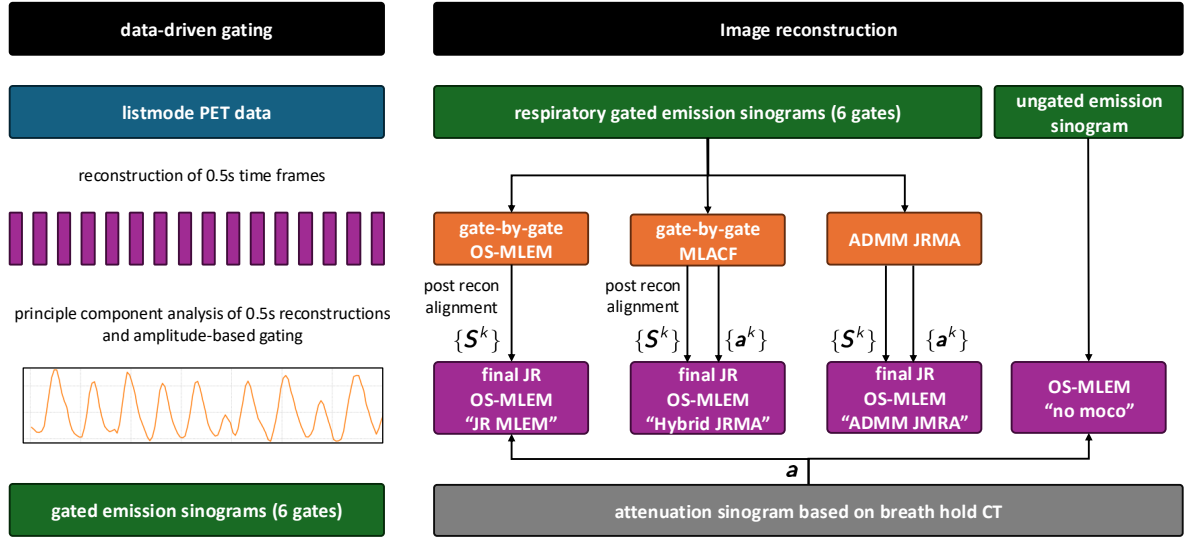 data-driven gating
listmode PET data
reconstruction of 0.5s time frames
principle component analysis of 0.5s reconstructions
and amplitude-based gating
gated emission sinograms (6 gates)
Image reconstruction
respiratory gated emission sinograms (6 gates)
ungated emission
sinogram
gate-by-gate
OS-MLEM
gate-by-gate
MLACF
ADMM JRMA
post recon
alignment
{S^k}
post recon
alignment
{S^k}
{a^k}
{S^k}
{a^k}
final JR
OS-MLEM
“JR MLEM”
final JR
OS-MLEM
“Hybrid JRMA”
final JR
OS-MLEM
“ADMM JMRA”
OS-MLEM
“no moco”
a
attenuation sinogram based on breath hold CT